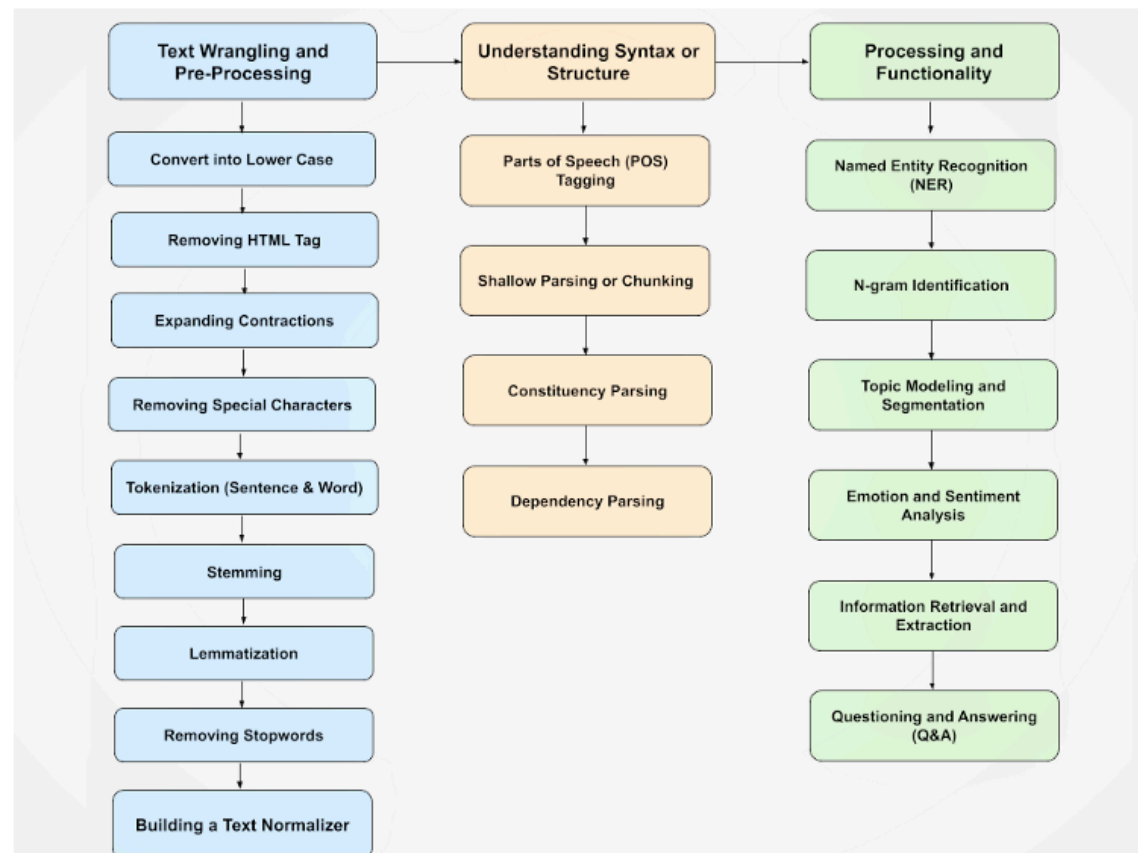 Text Wrangling and
Pre-Processing
Convert into Lower Case
Removing HTML Tag
Expanding Contractions
Removing Special Characters
Tokenization (Sentence & Word)
Stemming
Lemmatization
Removing Stopwords
Building a Text Normalizer
Understanding Syntax or
Structure
Parts of Speech (POS)
Tagging
Shallow Parsing or Chunking
Constituency Parsing
Dependency Parsing
Processing and
Functionality
Named Entity Recognition
(NER)
N-gram Identification
Topic Modeling and
Segmentation
Emotion and Sentiment
Analysis
Information Retrieval and
Extraction
Questioning and Answering
(Q&A)